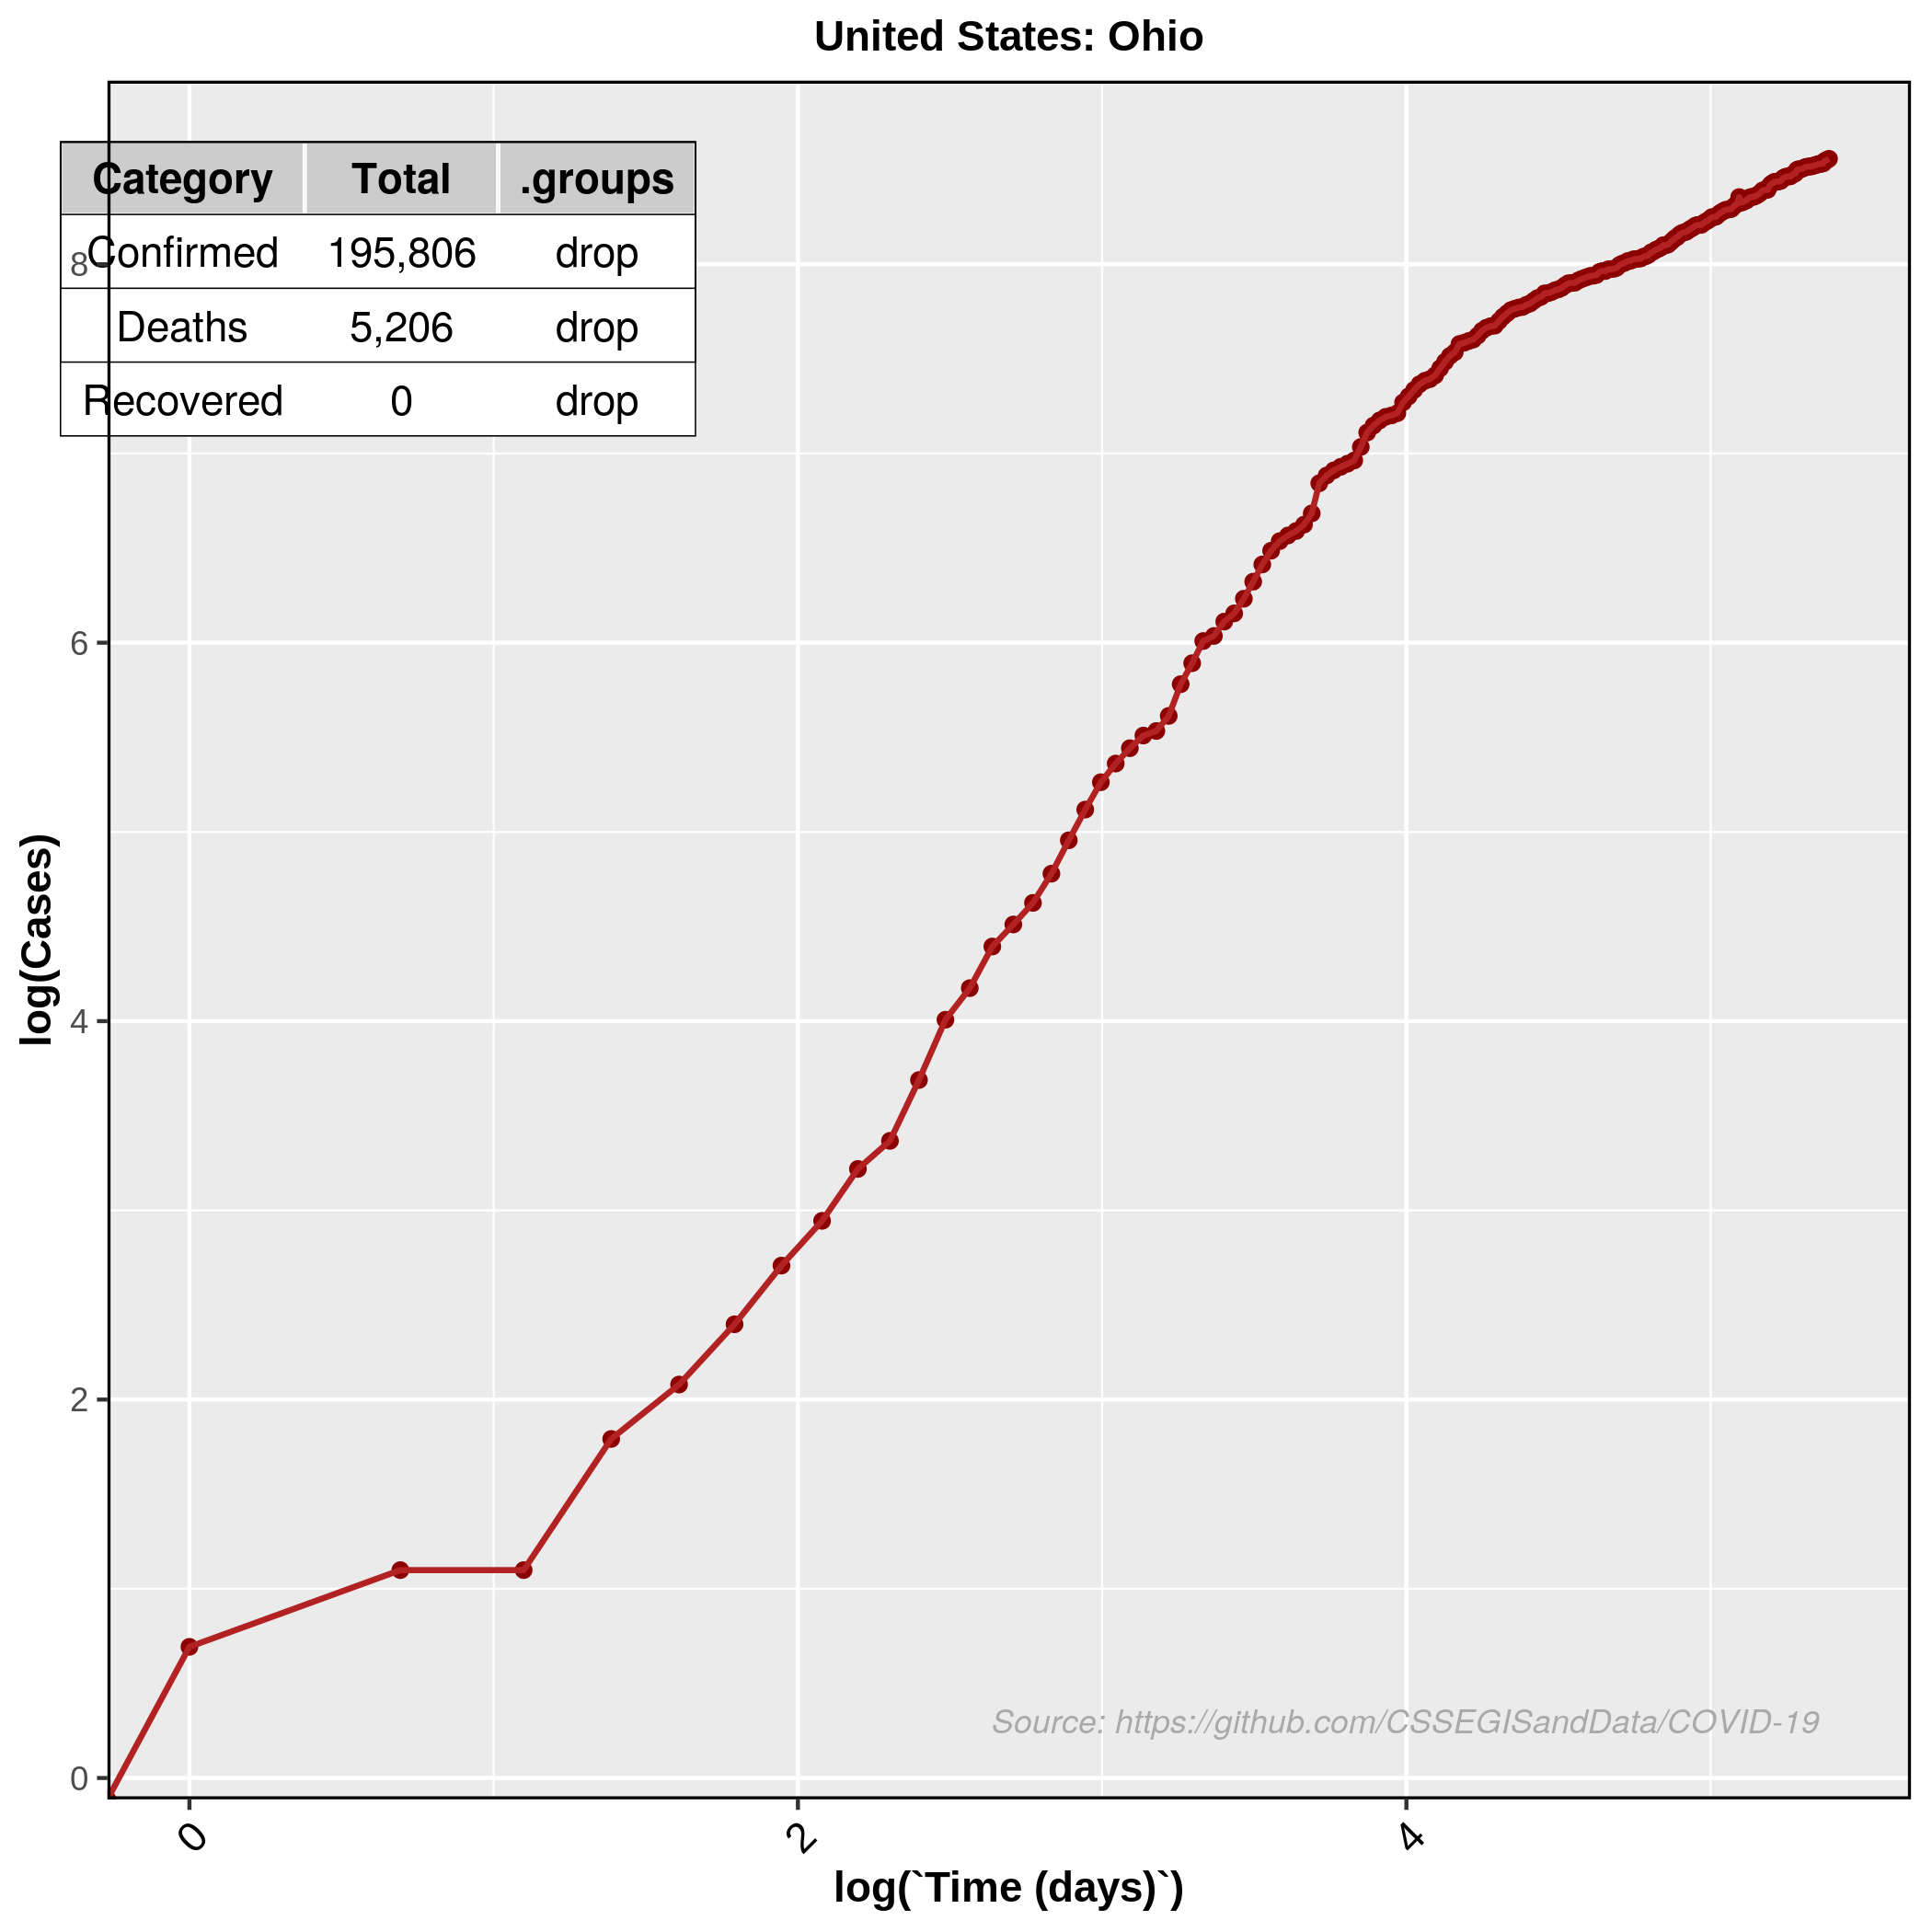 United States: Ohio
Category Total .groups
Confirmed 195,806 drop
Deaths 5,206 drop
Recovered 0 drop
8
6
4
2
0
log(Cases)
Source: https://github.com/CSSEGISandData/COVID-19
0 2 4
log(`Time (days)`)